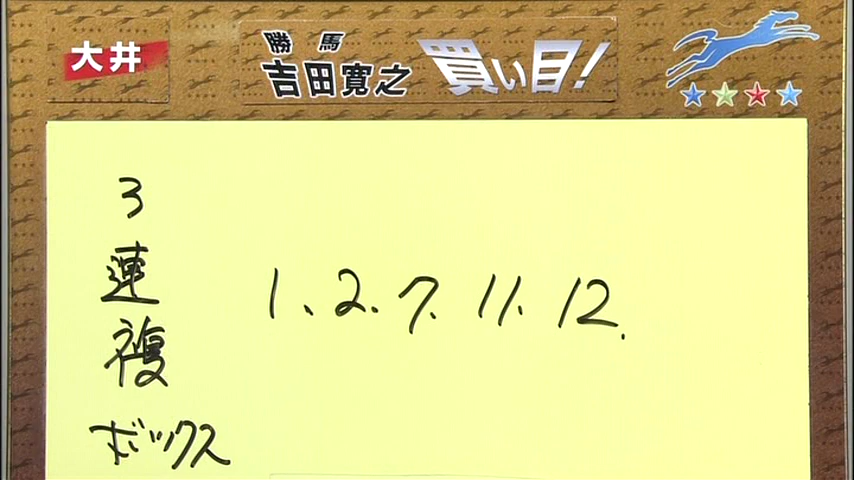 大井
勝馬
吉田寛之
買い目!
3連複ボックス
1、2、7、11、12.